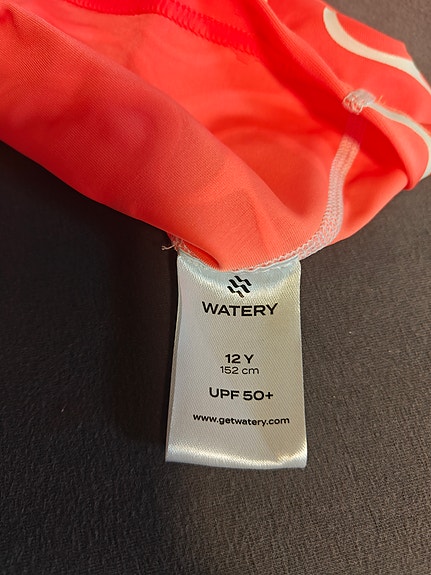 WATERY
12 Y
152 cm
UPF 50+
www.getwatery.com